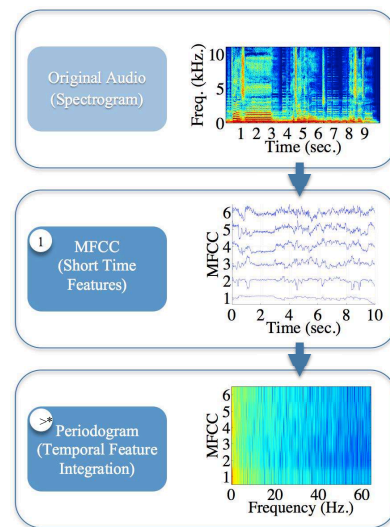 Original Audio
(Spectrogram)
Freq. (kHz.)
10
5
0
1 2 3 4 5 6 7 8 9
Time (sec.)
1
MFCC
(Short Time
Features)
MFCC
6
5
4
3
2
1
0 2 4 6 8 10
Time (sec.)
>*
Periodogram
(Temporal Feature
Integration)
MFCC
6
5
4
3
2
1
0 20 40 60
Frequency (Hz.)